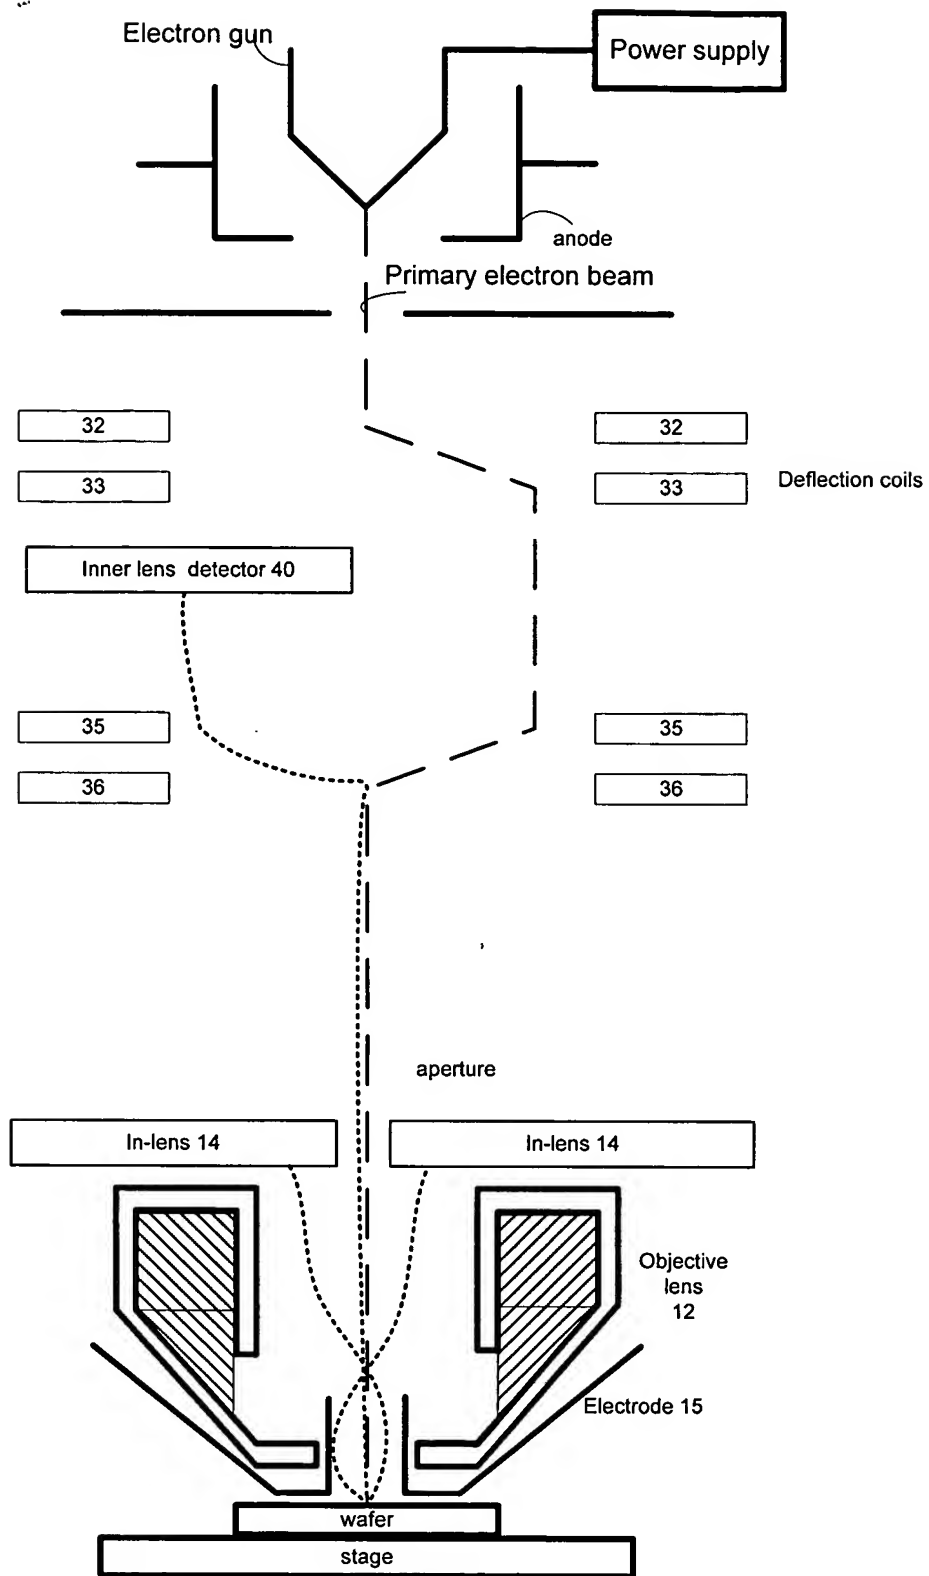 Electron gun
Power supply
anode
Primary electron beam
32
32
33
33
Deflection coils
Inner lens detector 40
35
35
36
36
aperture
In-lens 14
In-lens 14
Objective
lens
12
Electrode 15
wafer
stage